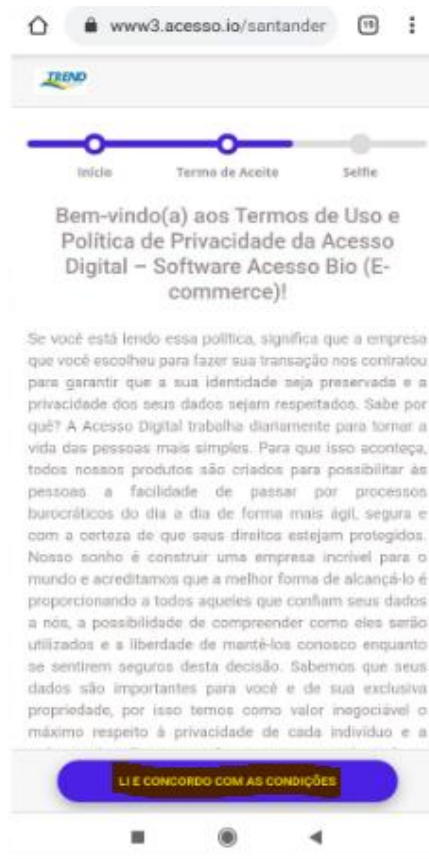 www3.acesso.io/santander
19
TREND
Início Termo de Aceite Selfie
Bem-vindo(a) aos Termos de Uso e
Política de Privacidade da Acesso
Digital – Software Acesso Bio (E-
commerce)!
Se você está lendo essa política, significa que a empresa
que você escolheu para fazer sua transação nos contratou
para garantir que a sua identidade seja preservada e a
privacidade dos seus dados sejam respeitados. Sabe por
quê? A Acesso Digital trabalha diariamente para tornar a
vida das pessoas mais simples. Para que isso aconteça,
todos nossos produtos são criados para possibilitar às
pessoas a facilidade de passar por processos
burocráticos do dia a dia de forma mais ágil, segura e
com a certeza de que seus direitos estejam protegidos.
Nosso sonho é construir uma empresa incrível para o
mundo e acreditamos que a melhor forma de alcançá-lo é
proporcionando a todos aqueles que confiam seus dados
a nós, a possibilidade de compreender como eles serão
utilizados e a liberdade de mantê-los conosco enquanto
se sentirem seguros desta decisão. Sabemos que seus
dados são importantes para você e de sua exclusiva
propriedade, por isso temos como valor inegociável o
máximo respeito à privacidade de cada indivíduo e a
LI E CONCORDO COM AS CONDIÇÕES